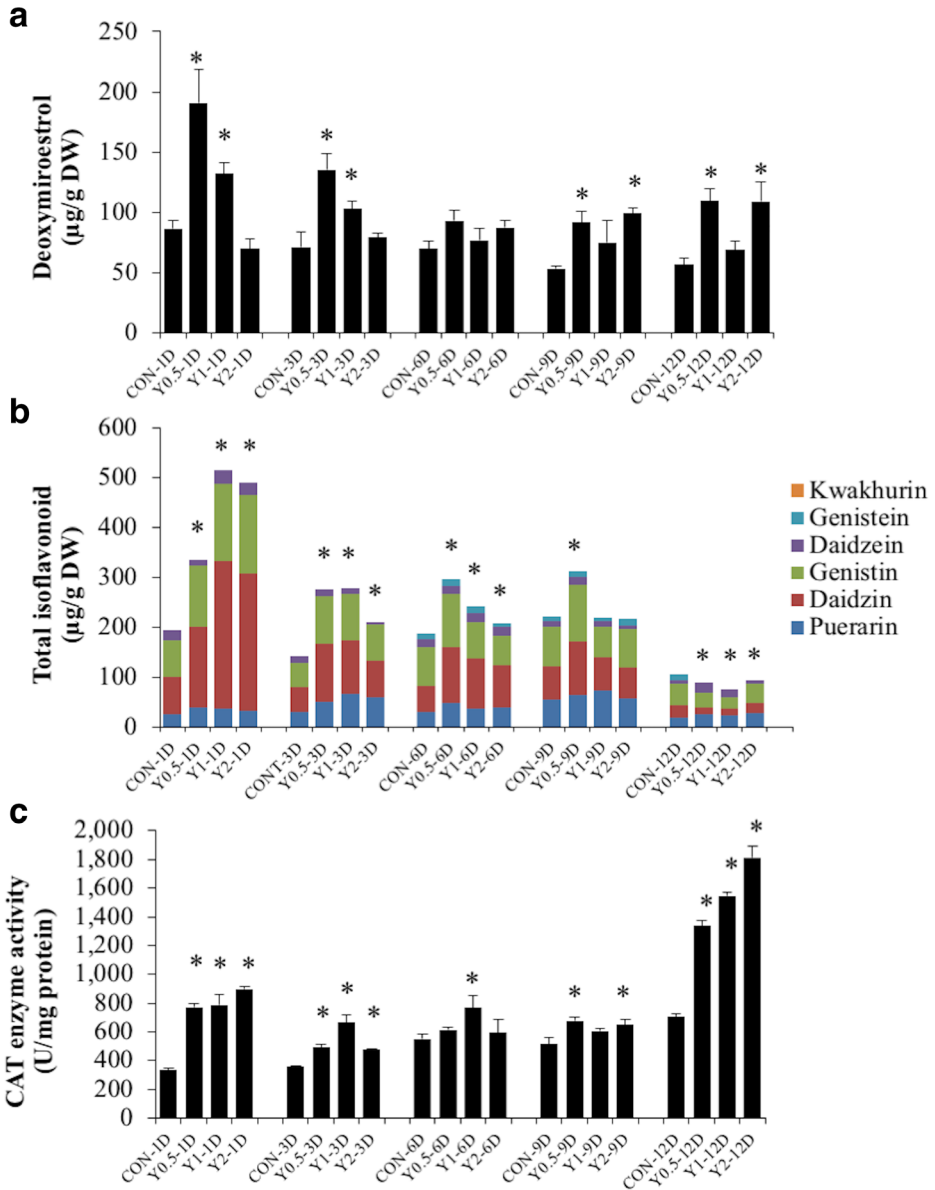 a
Deoxymiroestrol
(µg/g DW)
250
200
150
100
50
0
* * * * * * * *
CON-1D Y0.5-1D Y1-1D Y2-1D CON-3D Y0.5-3D Y1-3D Y2-3D CON-6D Y0.5-6D Y1-6D Y2-6D CON-9D Y0.5-9D Y1-9D Y2-9D CON-12D Y0.5-12D Y1-12D Y2-12D
b
Total isoflavonoid
(µg/g DW)
600
500
400
300
200
100
0
* * * * * * * * * * * * *
Kwakhurin
Genistein
Daidzein
Genistin
Daidzin
Puerarin
CON-1D Y0.5-1D Y1-1D Y2-1D CONT-3D Y0.5-3D Y1-3D Y2-3D CON-6D Y0.5-6D Y1-6D Y2-6D CON-9D Y0.5-9D Y1-9D Y2-9D CON-12D Y0.5-12D Y1-12D Y2-12D
c
CAT enzyme activity
(U/mg protein)
2,000
1,800
1,600
1,400
1,200
1,000
800
600
400
200
0
* * * * * * * * * * * *
CON-1D Y0.5-1D Y1-1D Y2-1D CON-3D Y0.5-3D Y1-3D Y2-3D CON-6D Y0.5-6D Y1-6D Y2-6D CON-9D Y0.5-9D Y1-9D Y2-9D CON-12D Y0.5-12D Y1-12D Y2-12D